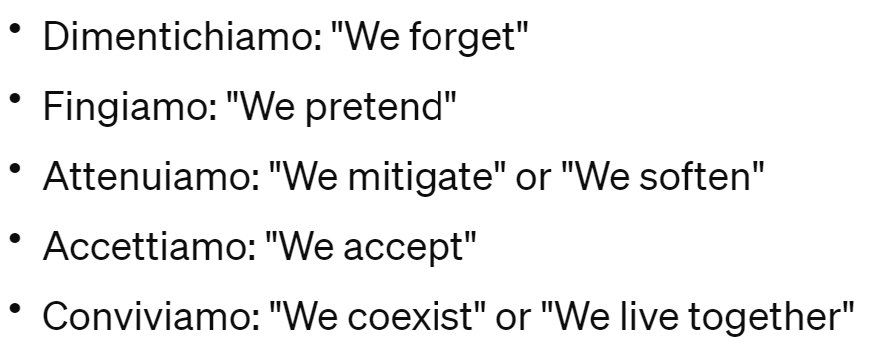 • Dimentichiamo: "We forget"
• Fingiamo: "We pretend"
• Attenuiamo: "We mitigate" or "We soften"
• Accettiamo: "We accept"
• Conviviamo: "We coexist" or "We live together"